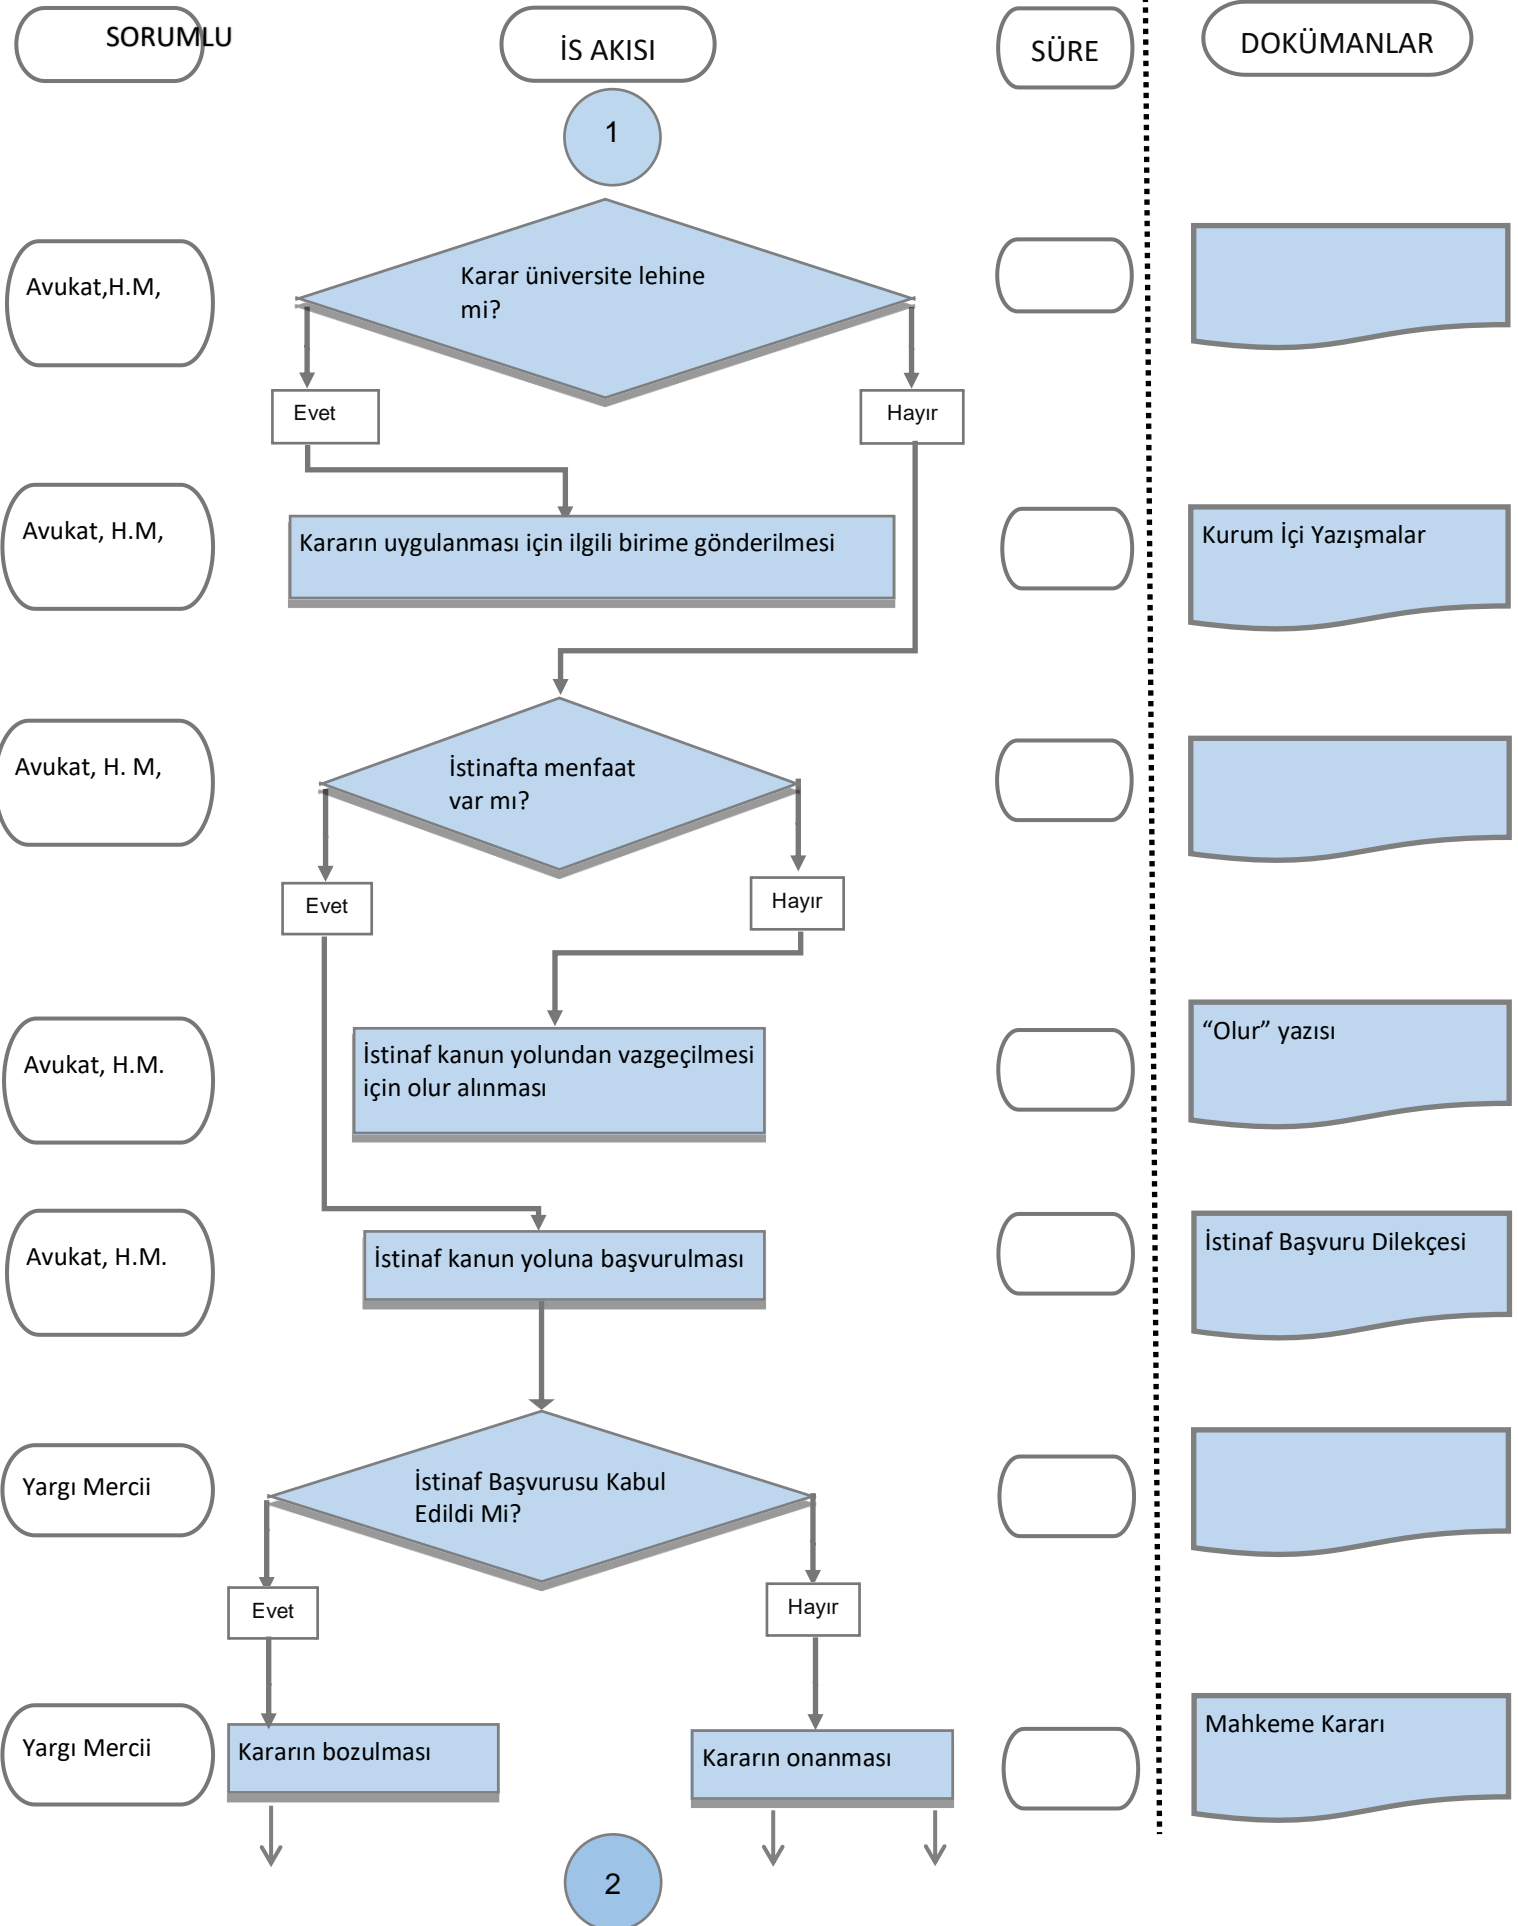 SORUMLU
İS AKISI
SÜRE
DOKÜMANLAR
1
Avukat,H.M,
Karar üniversite lehine
mi?
Evet
Hayır
Avukat, H.M,
Kararın uygulanması için ilgili birime gönderilmesi
Kurum İçi Yazışmalar
Avukat, H. M,
İstinafta menfaat
var mı?
Evet
Hayır
Avukat, H.M.
İstinaf kanun yolundan vazgeçilmesi
için olur alınması
“Olur” yazısı
Avukat, H.M.
İstinaf kanun yoluna başvurulması
İstinaf Başvuru Dilekçesi
Yargı Mercii
İstinaf Başvurusu Kabul
Edildi Mi?
Evet
Hayır
Yargı Mercii
Kararın bozulması
Kararın onanması
Mahkeme Kararı
2